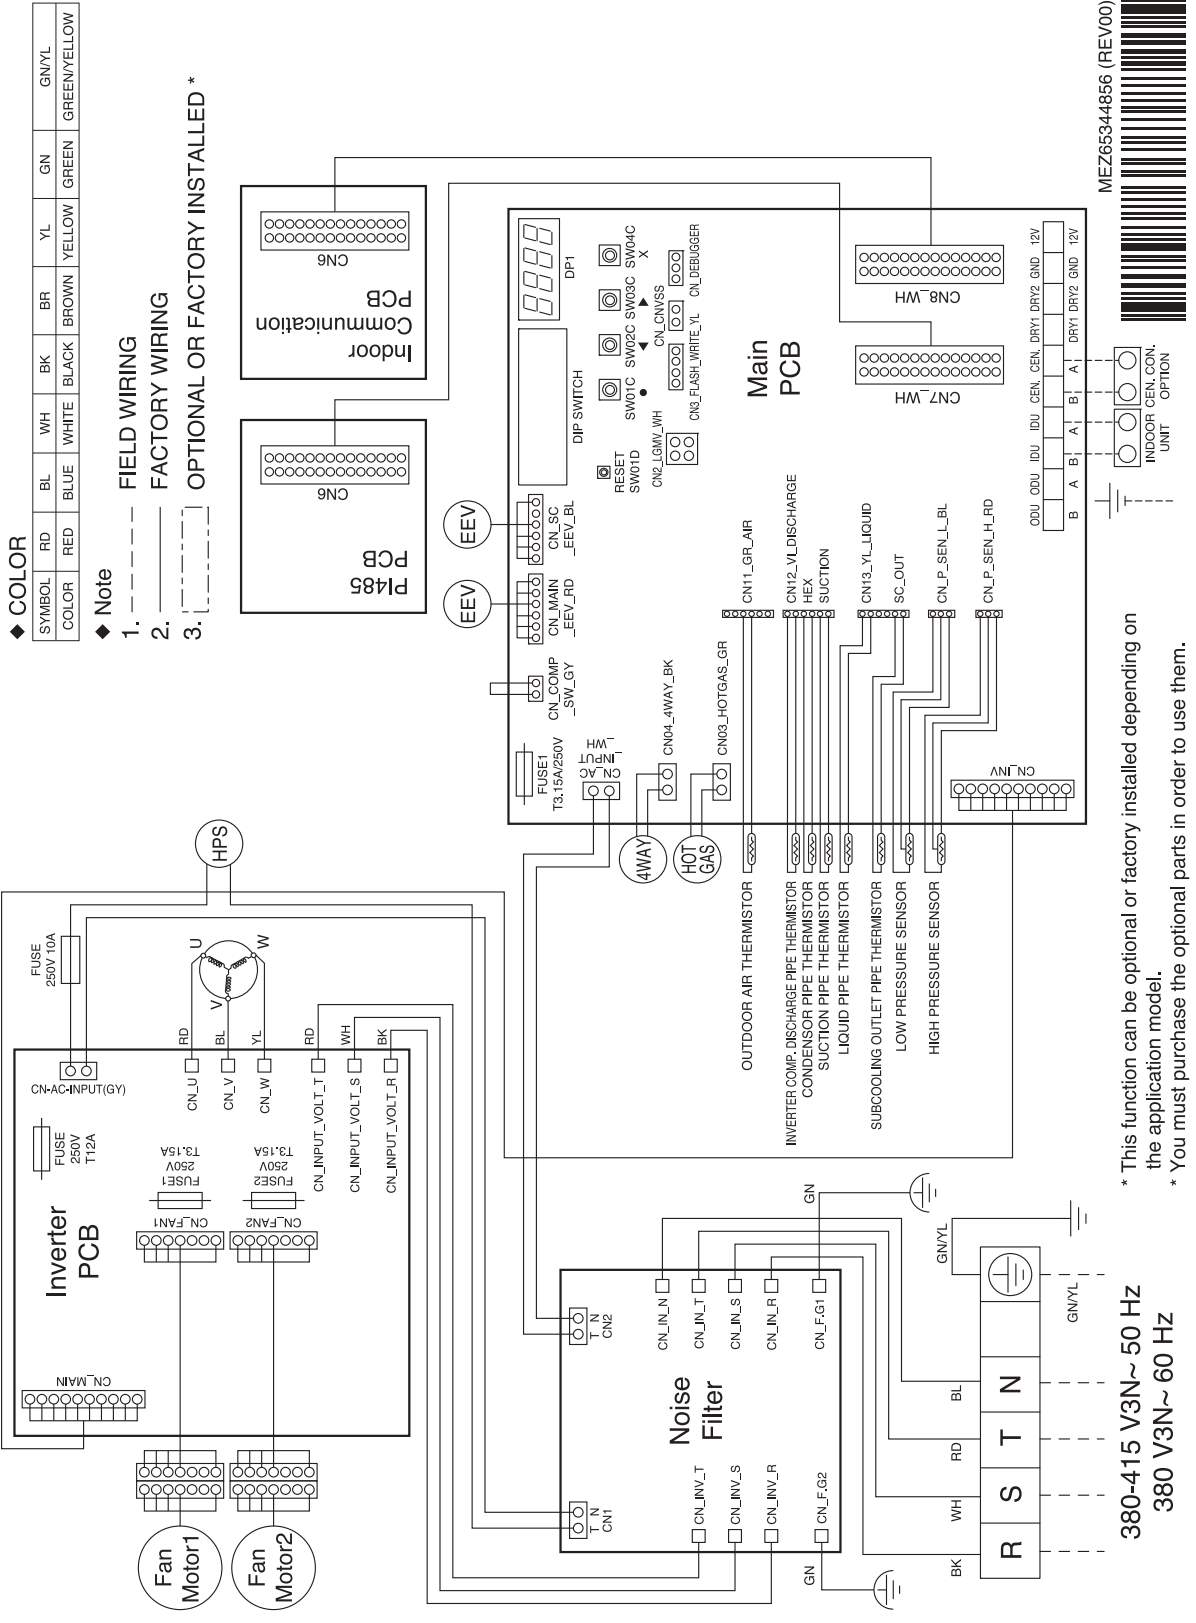 ◆ COLOR
SYMBOL RD BL WH BK BR YL GN GN/YL
COLOR RED BLUE WHITE BLACK BROWN YELLOW GREEN GREEN/YELLOW
◆ Note
1. FIELD WIRING
2. FACTORY WIRING
3. OPTIONAL OR FACTORY INSTALLED *
PI485
PCB
CN6
Indoor
Communication
PCB
CN6
HPS
FUSE
250V 10A
CN-AC-INPUT(GY)
FUSE
250V
T12A
Inverter
PCB
CN_MAIN
FUSE1
250V
T3.15A
CN_FAN1
FUSE2
250V
T3.15A
CN_FAN2
Fan
Motor1
Fan
Motor2
CN_U
CN_V
CN_W
RD
BL
YL
U
V
W
CN_INPUT_VOLT_T
CN_INPUT_VOLT_S
CN_INPUT_VOLT_R
RD
WH
BK
EEV
EEV
CN_COMP
_SW_GY
CN_MAIN
_EEV_RD
CN_SC
_EEV_BL
DIP SWITCH
DP1
FUSE1
T3.15A/250V
CN_AC
_INPUT
_WH
RESET
SW01D
SW01C
●
SW02C
▼
SW03C
▲
SW04C
X
CN2_LGMV_WH
CN3_FLASH_WRITE_YL
CN_CNVSS
CN_DEBUGGER
4WAY
CN04_4WAY_BK
HOT
GAS
CN03_HOTGAS_GR
Main
PCB
OUTDOOR AIR THERMISTOR
CN11_GR_AIR
INVERTER COMP. DISCHARGE PIPE THERMISTOR
CN12_VI_DISCHARGE
CONDENSOR PIPE THERMISTOR
HEX
SUCTION PIPE THERMISTOR
SUCTION
LIQUID PIPE THERMISTOR
CN13_YL_LIQUID
SUBCOOLING OUTLET PIPE THERMISTOR
SC_OUT
LOW PRESSURE SENSOR
CN_P_SEN_L_BL
HIGH PRESSURE SENSOR
CN_P_SEN_H_RD
CN7_WH
CN8_WH
CN_INV
ODU ODU IDU IDU CEN. CEN. DRY1 DRY2 GND 12V
B A B A B A DRY1 DRY2 GND 12V
INDOOR
UNIT
CEN. CON.
OPTION
Noise
Filter
T N
CN1
T N
CN2
CN_INV_T
CN_INV_S
CN_INV_R
CN_F.G2
GN
CN_IN_N
CN_IN_T
CN_IN_S
CN_IN_R
CN_F.G1
GN
BK WH RD BL GN/YL
R S T N
GN/YL
380-415 V3N~ 50 Hz
380 V3N~ 60 Hz
* This function can be optional or factory installed depending on
the application model.
* You must purchase the optional parts in order to use them.
MEZ65344856 (REV00)